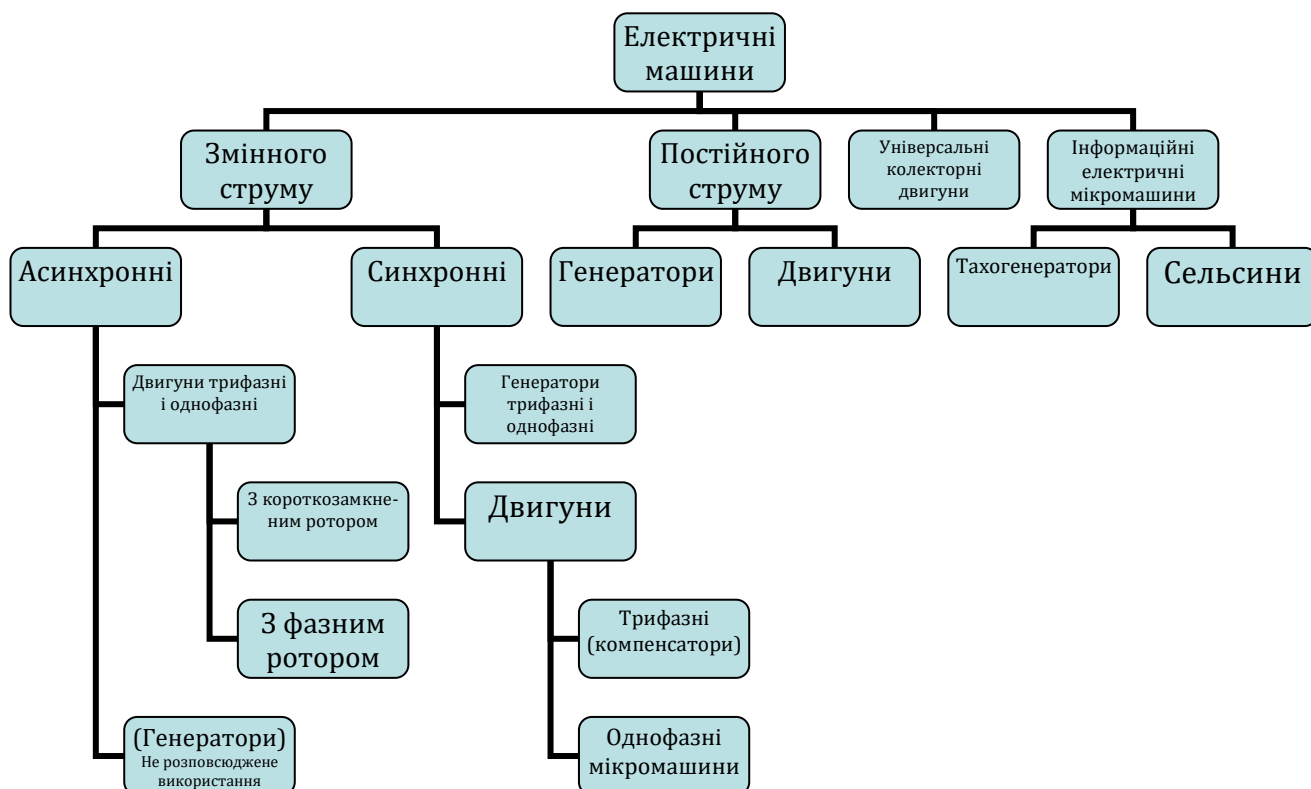 Електричні
машини
Змінного
струму
Постійного
струму
Універсальні
колекторні
двигуни
Інформаційні
електричні
мікромашини
Асинхронні
Синхронні
Генератори
Двигуни
Тахогенератори
Сельсини
Двигуни трифазні
і однофазні
Генератори
трифазні і
однофазні
З короткозамкне-
ним ротором
Двигуни
З фазним
ротором
Трифазні
(компенсатори)
(Генератори)
Не розповсюджене
використання
Однофазні
мікромашини